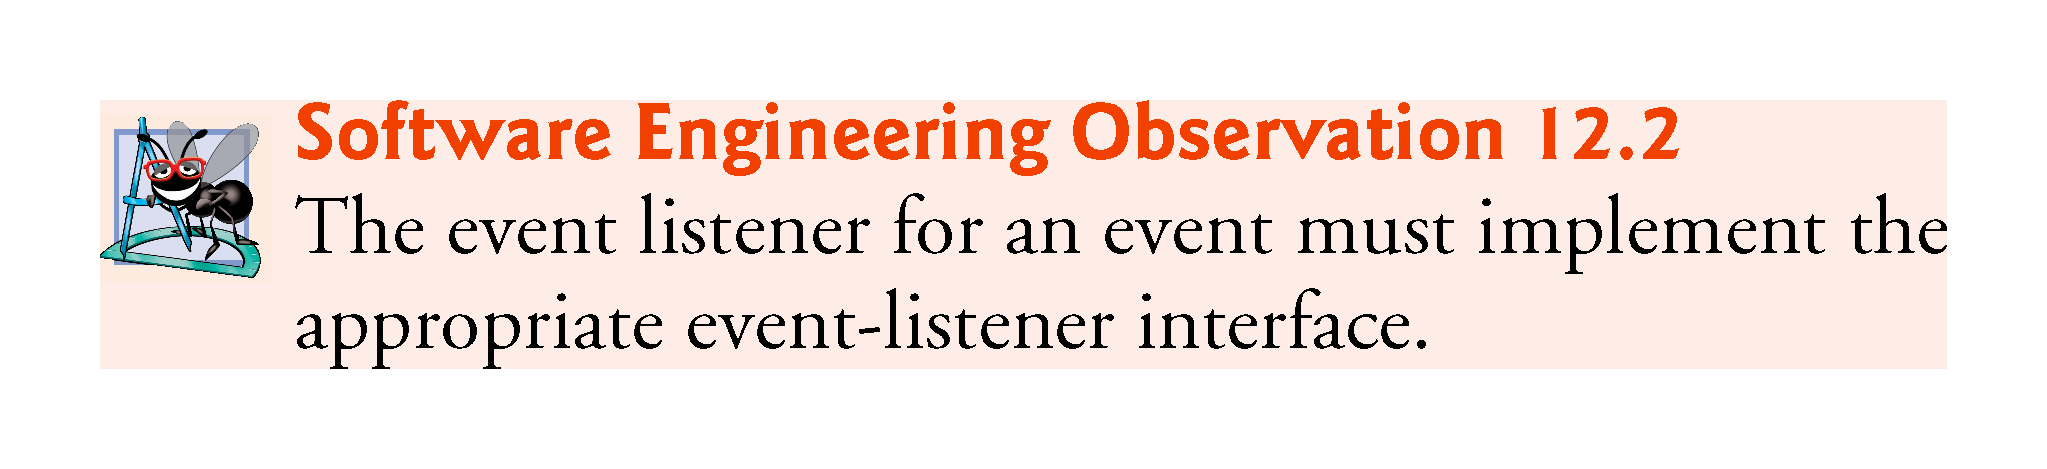 Software Engineering Observation 12.2
The event listener for an event must implement the
appropriate event-listener interface.